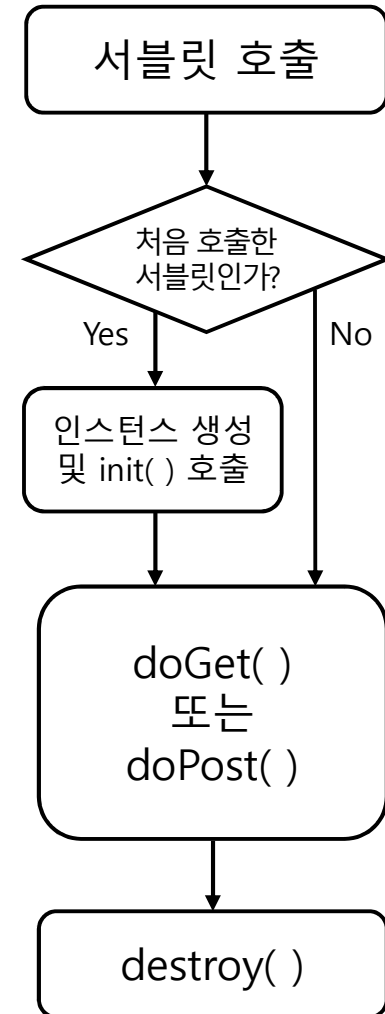 서블릿 호출
처음 호출한
서블릿인가?
Yes
No
인스턴스 생성
및 init( ) 호출
doGet( )
또는
doPost( )
destroy( )